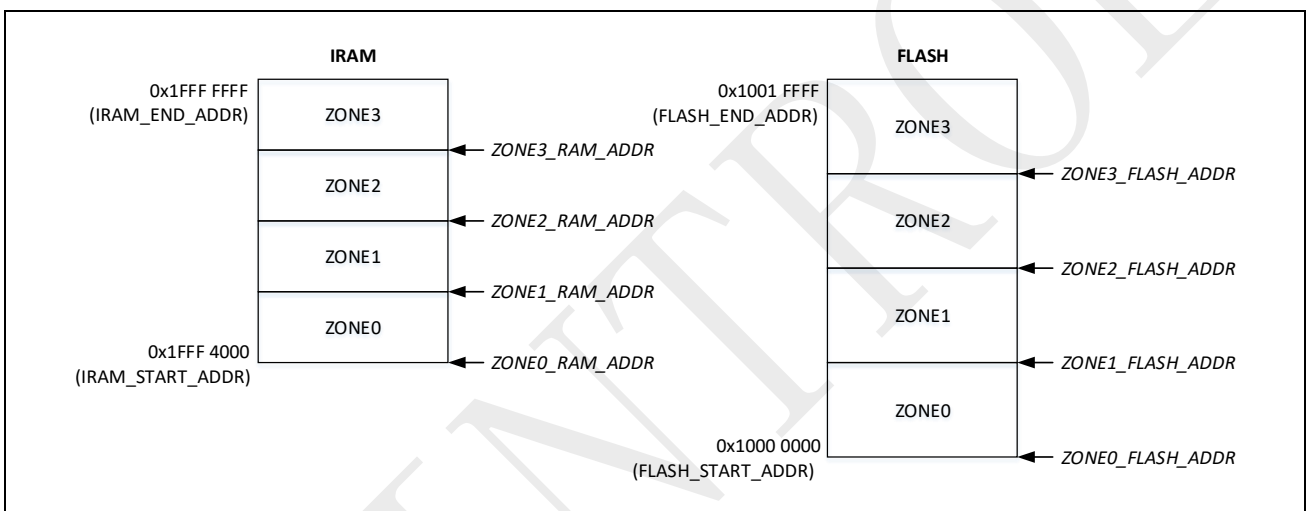 IRAM
0x1FFF FFFF
(IRAM_END_ADDR)
ZONE3
ZONE3_RAM_ADDR
ZONE2
ZONE2_RAM_ADDR
ZONE1
ZONE1_RAM_ADDR
ZONE0
0x1FFF 4000
(IRAM_START_ADDR)
ZONE0_RAM_ADDR
FLASH
0x1001 FFFF
(FLASH_END_ADDR)
ZONE3
ZONE3_FLASH_ADDR
ZONE2
ZONE2_FLASH_ADDR
ZONE1
ZONE1_FLASH_ADDR
ZONE0
0x1000 0000
(FLASH_START_ADDR)
ZONE0_FLASH_ADDR